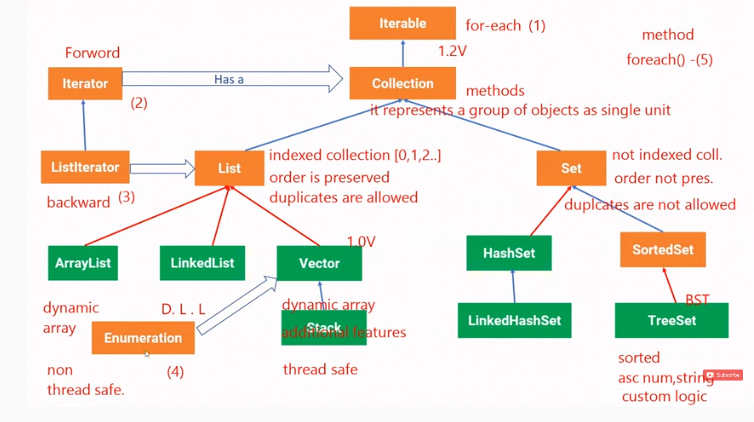 Iterable
for-each (1)
method
1.2V
foreach() -(5)
Forword
Iterator
Has a
Collection
(2)
methods
it represents a group of objects as single unit
ListIterator
List
indexed collection [0,1,2..]
order is preserved
duplicates are allowed
Set
not indexed coll.
order not pres.
duplcates are not allowed
backward (3)
1.0V
ArrayList
LinkedList
Vector
HashSet
SortedSet
dynamic
array
D. L . L
dynamic array
additional features
Stack
BST
LinkedHashSet
TreeSet
Enumeration
non
thread safe.
(4)
thread safe
sorted
asc num,string
custom logic
Subscribe